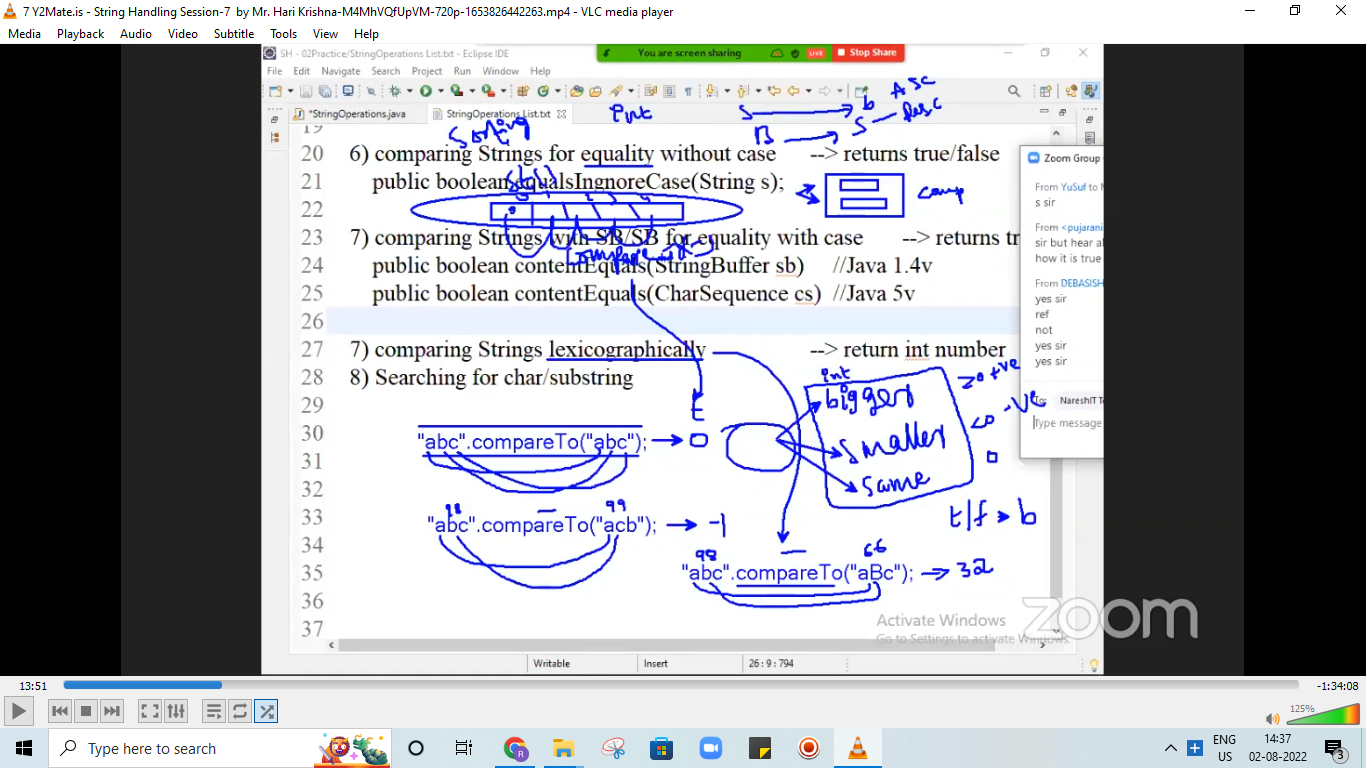 7 Y2Mate.is - String Handling Session-7 by Mr. Hari Krishna-M4MhVQfUpVM-720p-1653826442263.mp4 - VLC media player
Media Playback Audio Video Subtitle Tools View Help
SH - 02Practice/StringOperations List.txt - Eclipse IDE
You are screen sharing LIVE Stop Share
File Edit Navigate Search Project Run Window Help
*StringOperations.java StringOperations List.txt
String int S b Asc
B S Desc
19
20 6) comparing Strings for equality without case --> returns true/false
21 public boolean equalsIngnoreCase(String s);
comp
22
23 7) comparing Strings with SB/SB for equality with case --> returns tr
24 public boolean contentEquals(StringBuffer sb) //Java 1.4v
25 public boolean contentEquals(CharSequence cs) //Java 5v
26
27 7) comparing Strings lexicographically --> return int number
28 8) Searching for char/substring
29
30
31
32
33
34
35
36
37
int
bigger >0 +ve
smaller <0 -ve
same 0
t
"abc".compareTo("abc"); 0
t/f b
98 99
"abc".compareTo("acb"); -1
98 66
"abc".compareTo("aBc"); 32
Zoom Group
From YuSuf to
s sir
From <pujarani
sir but hear al
how it is true
From DEBASISH
yes sir
ref
not
yes sir
yes sir
To: NareshIT Te
Type message
Activate Windows
Go to Settings to activate Windows.
zoom
Writable Insert 26 : 9 : 794
13:51 -1:34:08
125%
Type here to search
ENG 14:37
US 02-08-2022
3